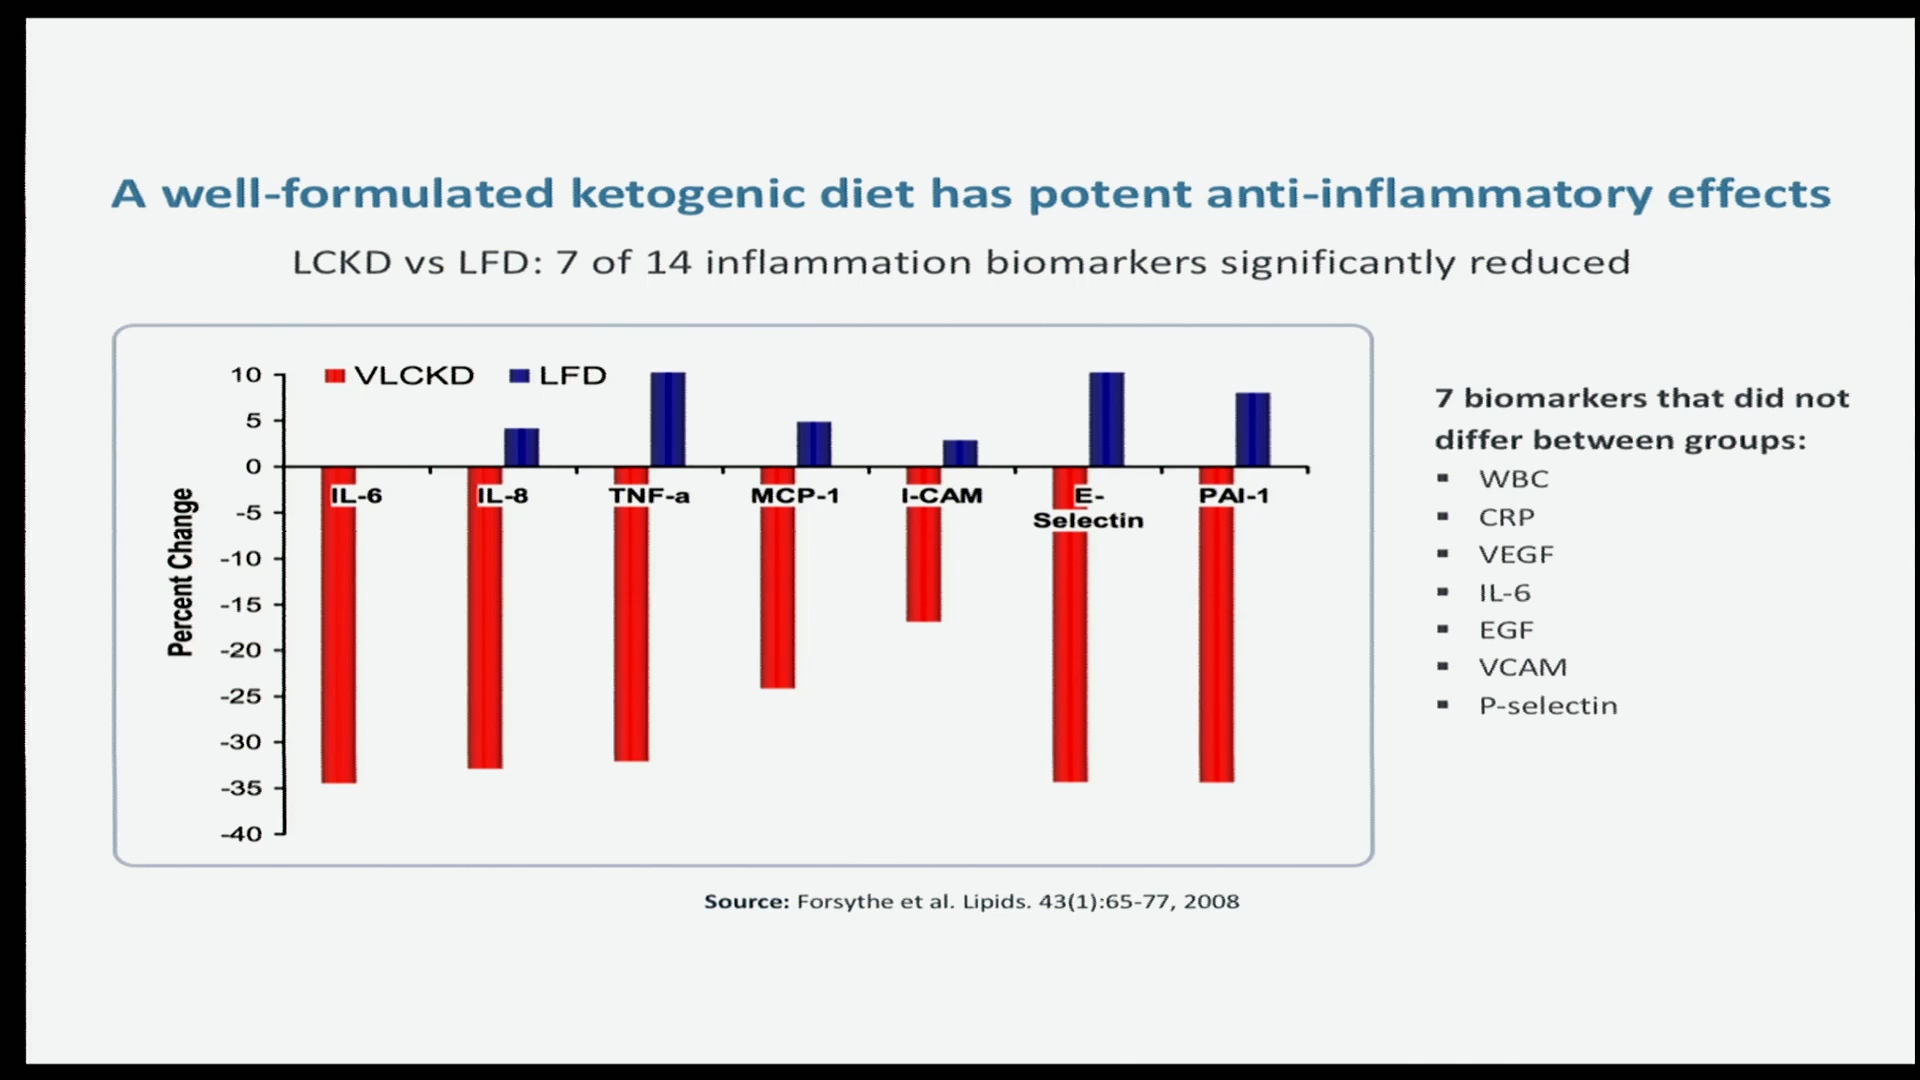 A well-formulated ketogenic diet has potent anti-inflammatory effects
LCKD vs LFD: 7 of 14 inflammation biomarkers significantly reduced
VLCKD LFD
10
5
0
-5
-10
-15
-20
-25
-30
-35
-40
Percent Change
IL-6 IL-8 TNF-a MCP-1 I-CAM E-Selectin PAI-1
7 biomarkers that did not
differ between groups:
▪ WBC
▪ CRP
▪ VEGF
▪ IL-6
▪ EGF
▪ VCAM
▪ P-selectin
Source: Forsythe et al. Lipids. 43(1):65-77, 2008